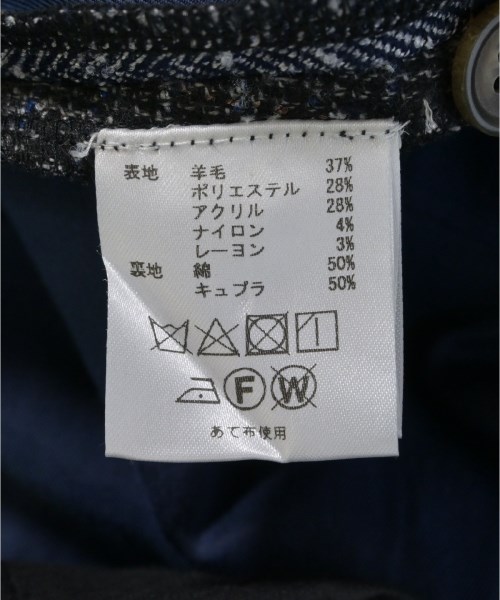 表地 羊毛 37%
ポリエステル 28%
アクリル 28%
ナイロン 4%
レーヨン 3%
裏地 綿 50%
キュプラ 50%
F W
あて布使用